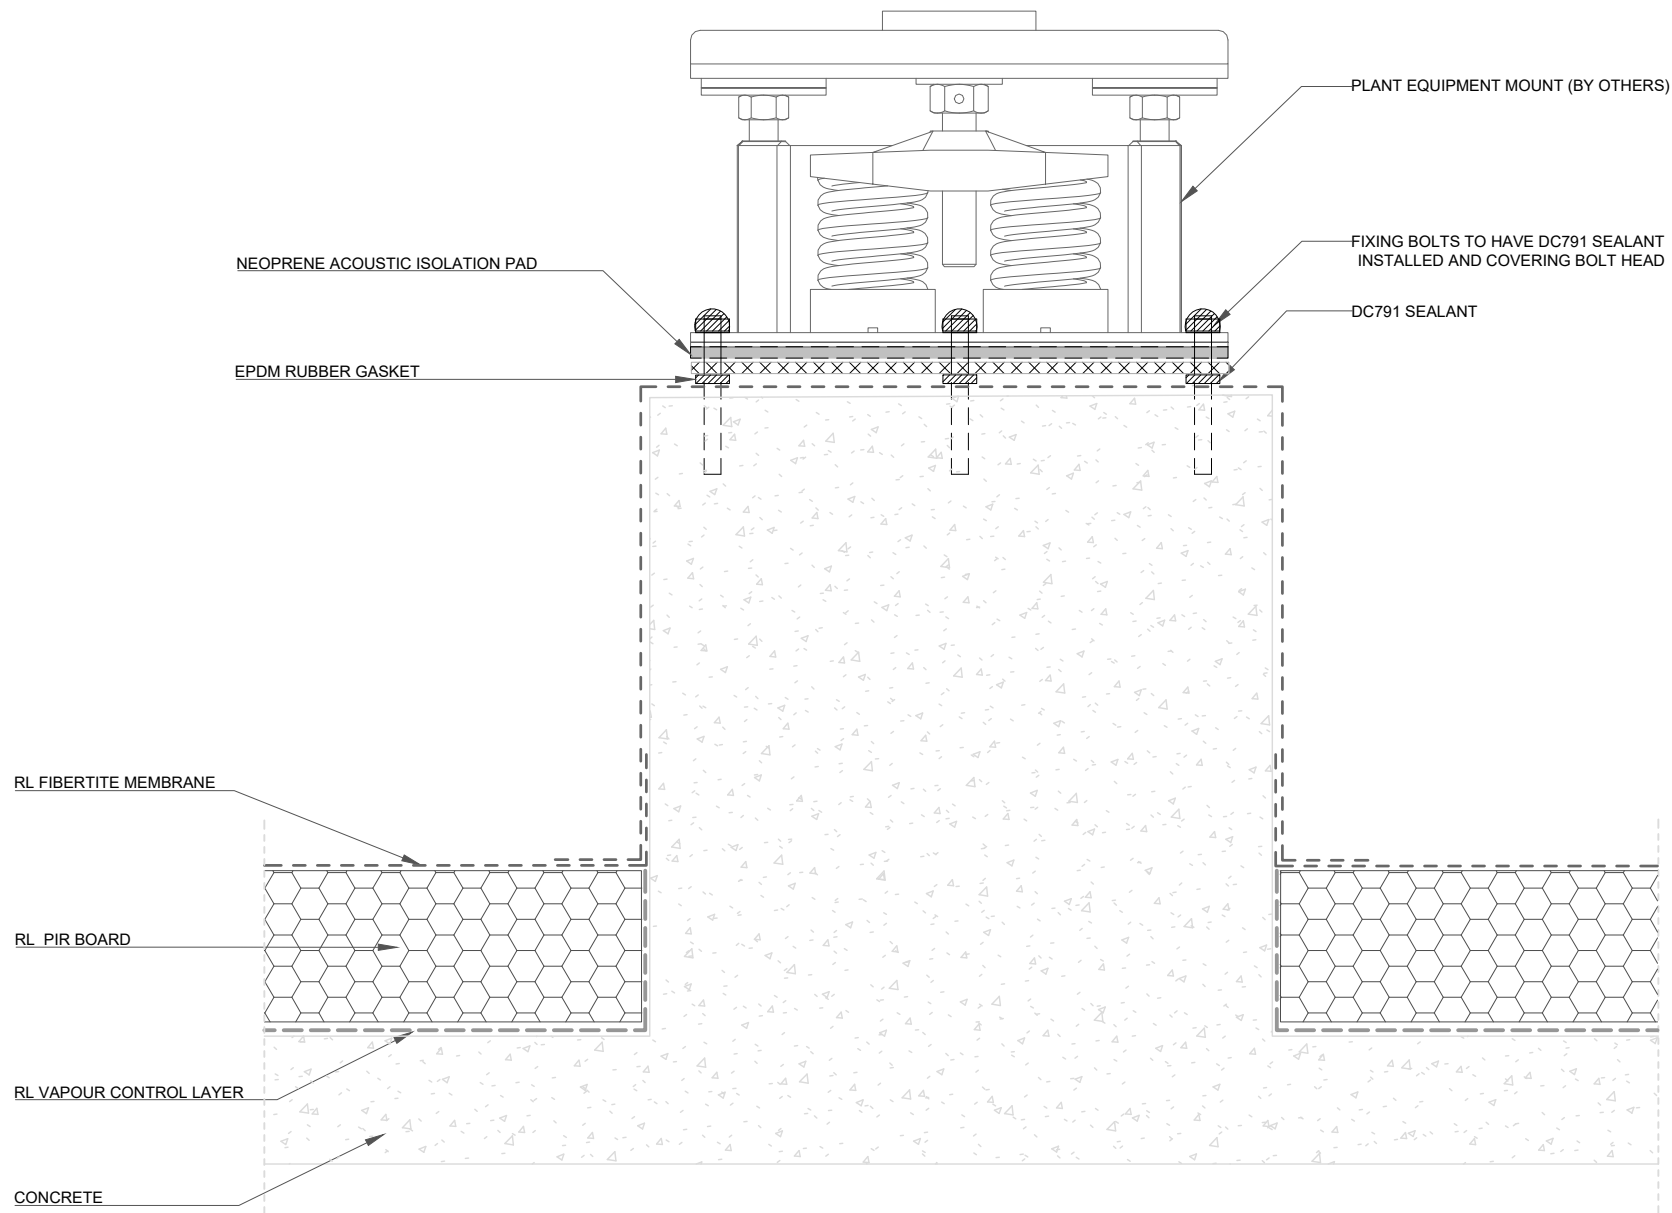 PLANT EQUIPMENT MOUNT (BY OTHERS)
FIXING BOLTS TO HAVE DC791 SEALANT
INSTALLED AND COVERING BOLT HEAD
NEOPRENE ACOUSTIC ISOLATION PAD
DC791 SEALANT
EPDM RUBBER GASKET
RL FIBERTITE MEMBRANE
RL PIR BOARD
RL VAPOUR CONTROL LAYER
CONCRETE